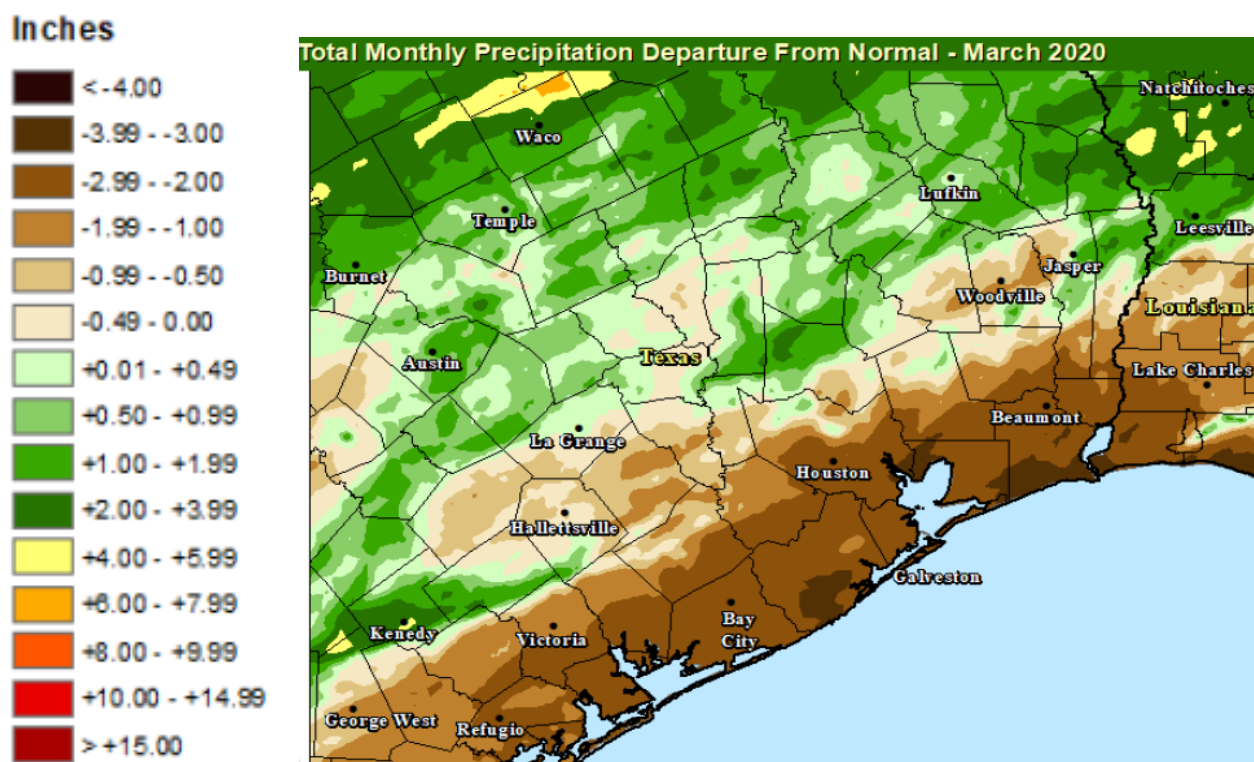 Inches
< -4.00
-3.99 - -3.00
-2.99 - -2.00
-1.99 - -1.00
-0.99 - -0.50
-0.49 - 0.00
+0.01 - +0.49
+0.50 - +0.99
+1.00 - +1.99
+2.00 - +3.99
+4.00 - +5.99
+6.00 - +7.99
+8.00 - +9.99
+10.00 - +14.99
> +15.00
Total Monthly Precipitation Departure From Normal - March 2020
Natchitoches
Waco
Lufkin
Temple
Leesville
Burnet
Jasper
Woodville
Louisiana
Austin
Texas
Lake Charles
Beaumont
La Grange
Houston
Hallettsville
Galveston
Kenedy
Victoria
Bay
City
George West
Refugio